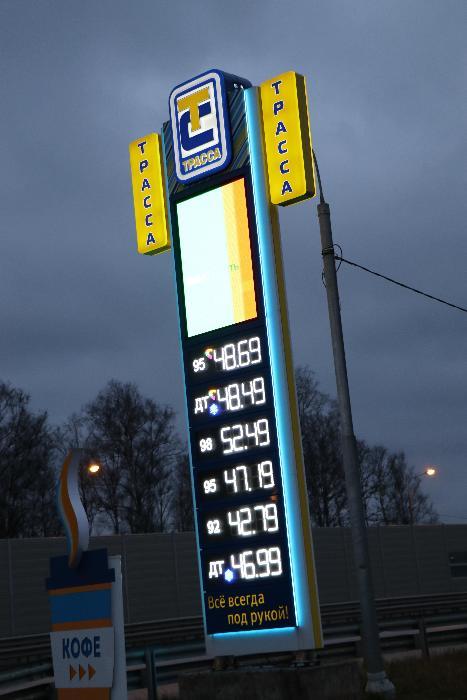 ТРАССА
ТРАССА
ТРАССА
95 48.69
ДТ 48.49
98 52.49
95 47.19
92 42.79
ДТ 46.99
Всё всегда
под рукой!
КОФЕ